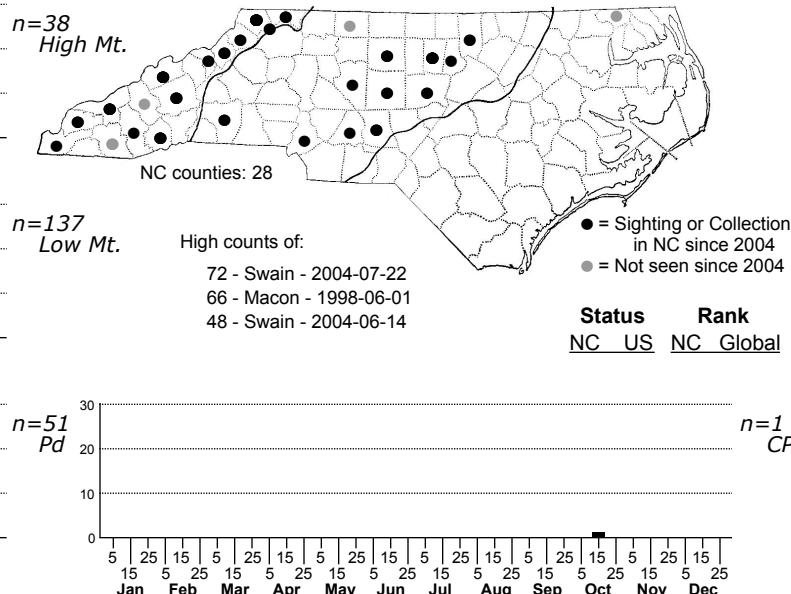 n=38
High Mt.
NC counties: 28
n=137
Low Mt.
High counts of:
72 - Swain - 2004-07-22
66 - Macon - 1998-06-01
48 - Swain - 2004-06-14
● = Sighting or Collection
in NC since 2004
● = Not seen since 2004
Status Rank
NC US NC Global
n=51
Pd
n=1
CP
30
20
10
0
5 25 15 5 25 15 5 25 15 5 25 15 5 25 15 5 25 15
15 5 25 15 5 25 15 5 25 15 5 25 15 5 25 15 5 25
Jan Feb Mar Apr May Jun Jul Aug Sep Oct Nov Dec